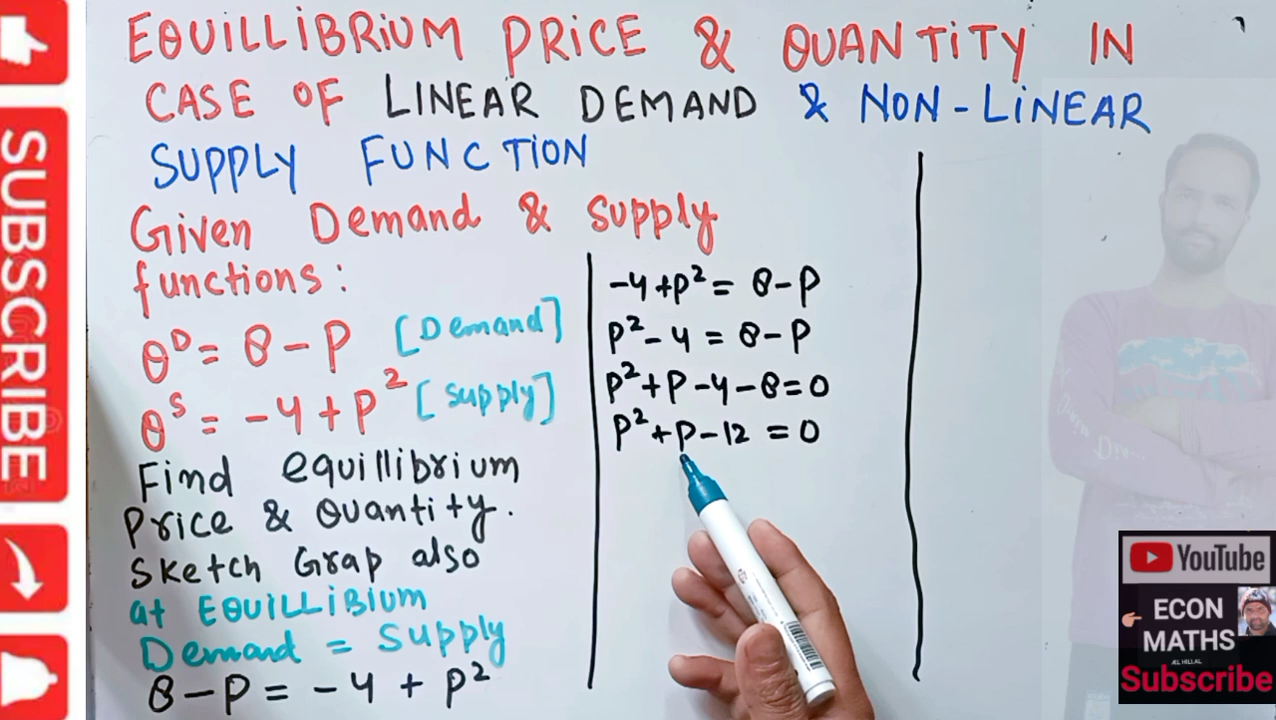 EQUILLIBRIUM PRICE & QUANTITY IN
CASE OF LINEAR DEMAND & NON-LINEAR
SUPPLY FUNCTION
Given Demand & supply
functions:
Q^D = 8 - P [Demand]
Q^S = -4 + P^2 [supply]
Find equillibrium
Price & Quantity.
Sketch Grap also
at EQUILLIBIUM
Demand = supply
8 - P = -4 + P^2
-4 + P^2 = 8 - P
P^2 - 4 = 8 - P
P^2 + P - 4 - 8 = 0
P^2 + P - 12 = 0
SUBSCRIBE
YouTube
ECON
MATHS
Subscribe